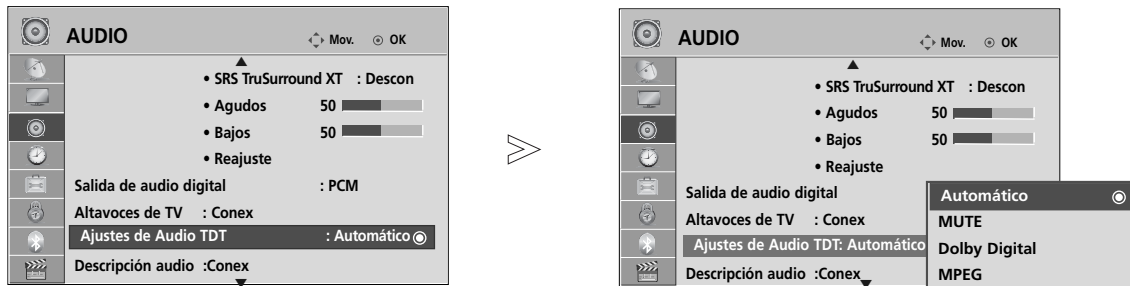 AUDIO
Mov. OK
• SRS TruSurround XT : Descon
• Agudos 50
• Bajos 50
• Reajuste
Salida de audio digital : PCM
Altavoces de TV : Conex
Ajustes de Audio TDT : Automático
Descripción audio :Conex
AUDIO
Mov. OK
• SRS TruSurround XT : Descon
• Agudos 50
• Bajos 50
• Reajuste
Salida de audio digital
Altavoces de TV : Conex
Ajustes de Audio TDT: Automático
Descripción audio :Conex
Automático
MUTE
Dolby Digital
MPEG